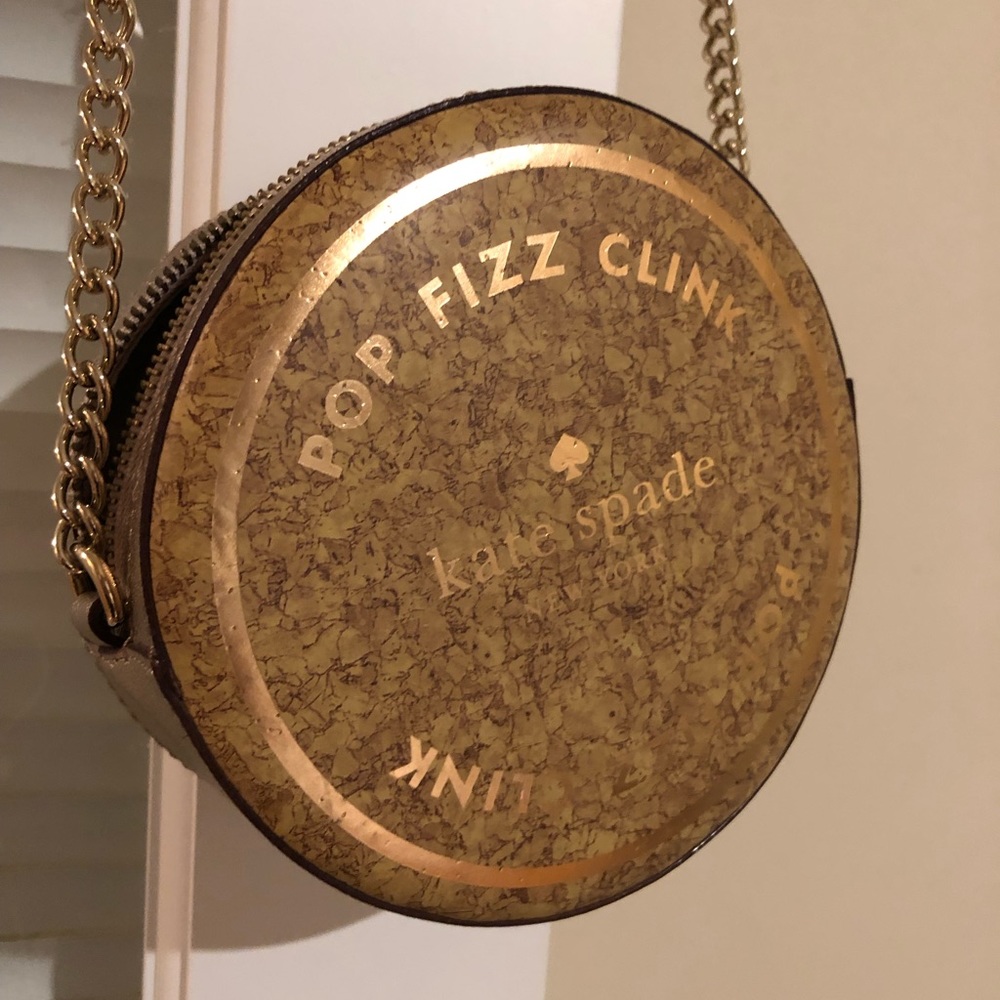 POP FIZZ CLINK
kate spade
NEW YORK
POP
LINK